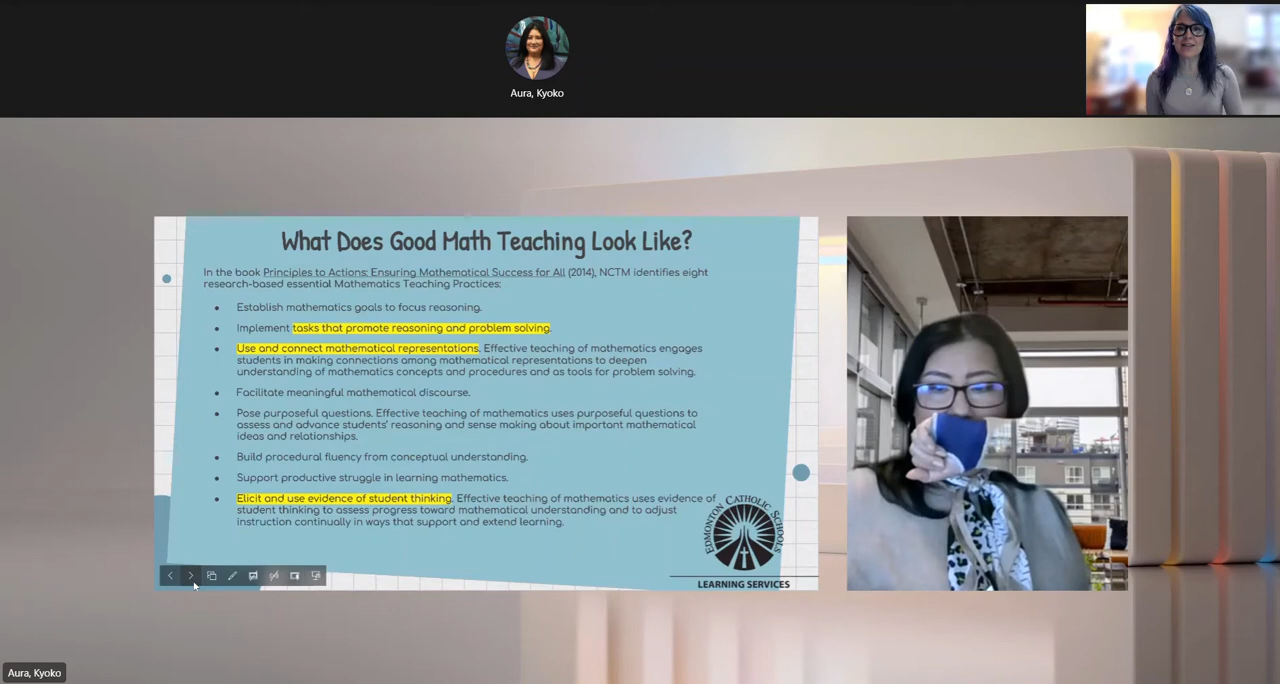 Aura, Kyoko
What Does Good Math Teaching Look Like?
In the book Principles to Actions: Ensuring Mathematical Success for All (2014), NCTM identifies eight
research-based essential Mathematics Teaching Practices:
• Establish mathematics goals to focus reasoning.
• Implement tasks that promote reasoning and problem solving.
• Use and connect mathematical representations. Effective teaching of mathematics engages
students in making connections among mathematical representations to deepen
understanding of mathematics concepts and procedures and as tools for problem solving.
• Facilitate meaningful mathematical discourse.
• Pose purposeful questions. Effective teaching of mathematics uses purposeful questions to
assess and advance students' reasoning and sense making about important mathematical
ideas and relationships.
• Build procedural fluency from conceptual understanding.
• Support productive struggle in learning mathematics.
• Elicit and use evidence of student thinking. Effective teaching of mathematics uses evidence of
student thinking to assess progress toward mathematical understanding and to adjust
instruction continually in ways that support and extend learning.
EDMONTON CATHOLIC SCHOOLS
LEARNING SERVICES
Aura, Kyoko